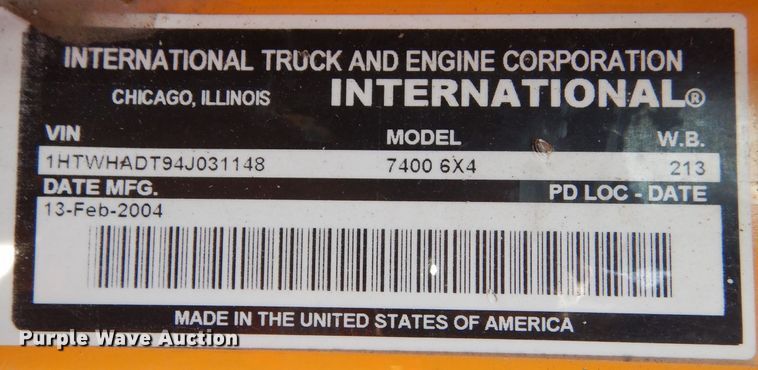 INTERNATIONAL TRUCK AND ENGINE CORPORATION
CHICAGO, ILLINOIS INTERNATIONAL®
VIN MODEL W.B.
1HTWHADT94J031148 7400 6X4 213
DATE MFG. PD LOC - DATE
13-Feb-2004
MADE IN THE UNITED STATES OF AMERICA
Purple Wave Auction